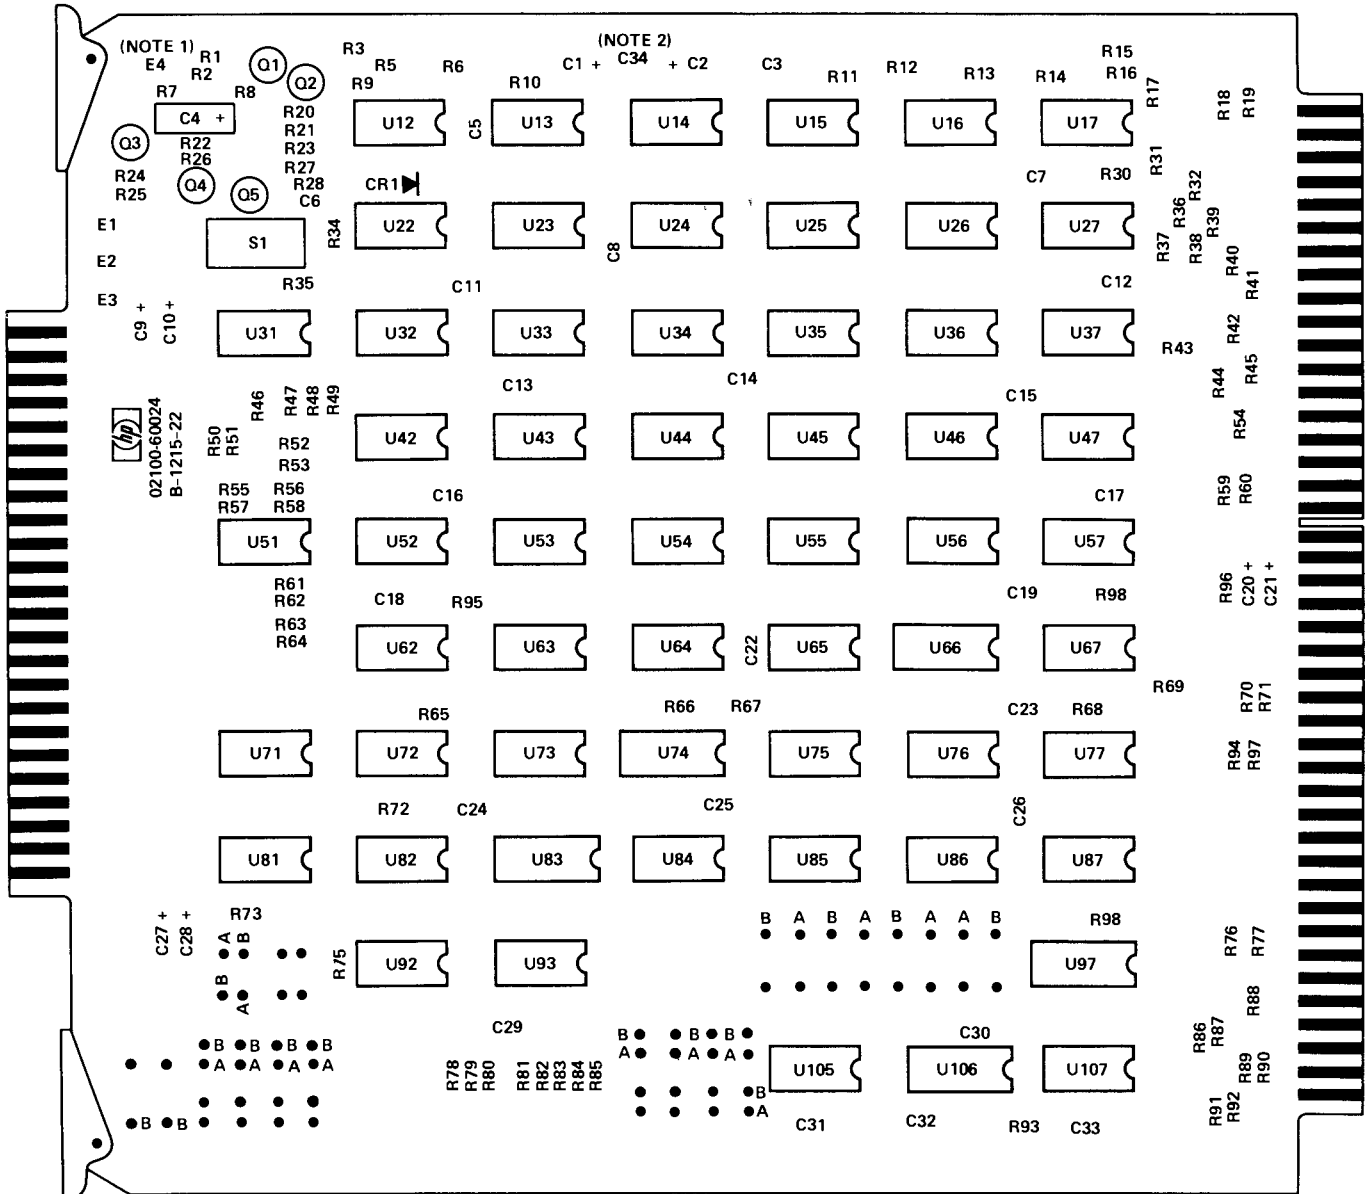 (NOTE 1) R1 R3 (NOTE 2) R15
E4 R2 Q1 R5 R6 C1 + C34 + C2 C3 R12 R16
R7 R8 Q2 R9 R10 R11 R13 R14 R17
C4 + R20 R18 R19
Q3 R22 R21 U12 C5 U13 U14 U15 U16 U17
R26 R23
R24 R27 R31
R25 Q4 Q5 R28 CR1 C7 R30 R32
C6
E1 S1 R34 U22 U23 C8 U24 U25 U26 U27 R36 R39
E2 R37 R38 R40
R35 C11 C12 R41
E3 C9 + C10 +
U31 U32 U33 U34 U35 U36 U37 R42
R43
C13 C14 R44 R45
R46 R47 R48 R49 C15
hp 02100-60024 R50 R51 R52 U42 U43 U44 U45 U46 U47 R54
B-1215-22 R53
R55 R56 C16 C17 R59 R60
R57 R58
U51 U52 U53 U54 U55 U56 U57
R61
R62 C18 R95 C19 R98 R96 C20 + C21 +
R63
R64 U62 U63 U64 C22 U65 U66 U67
R69
R65 R66 R67 C23 R68 R70 R71
U71 U72 U73 U74 U75 U76 U77 R94 R97
R72 C24 C25 C26
U81 U82 U83 U84 U85 U86 U87
C27 + C28 + R73 B A B A B A A B R98
A B R76 R77
R75 U92 U93 U97
B
A R88
C29 C30
B B B B B A B B R86 R87
A A A A A A A
R78 R79 R80 R81 R82 R83 R84 R85 U105 U106 U107 R89 R90
B
A
B B C31 C32 R93 C33 R91 R92